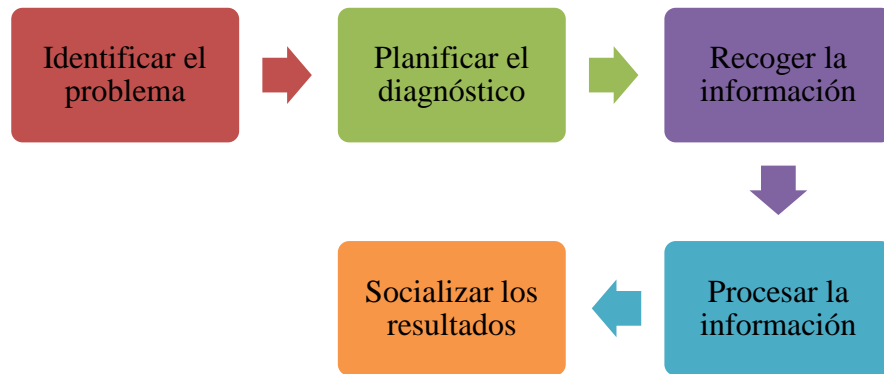 Identificar el
problema
Planificar el
diagnóstico
Recoger la
información
Procesar la
información
Socializar los
resultados